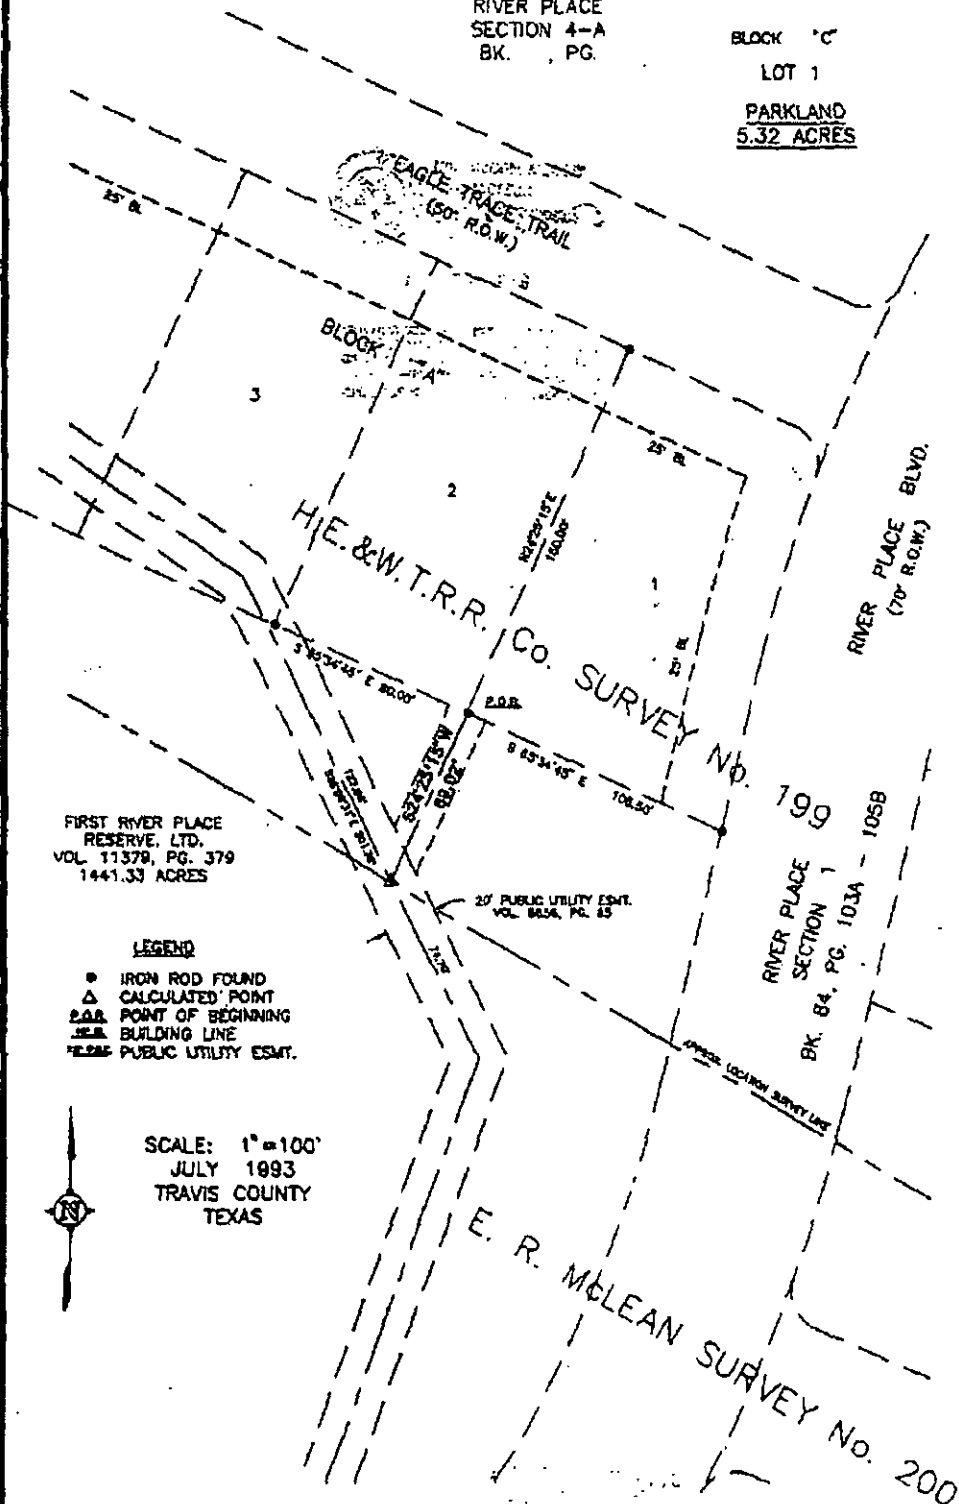 RIVER PLACE
SECTION 4-A
BK. , PG.
BLOCK "C"
LOT 1
PARKLAND
5.32 ACRES
EAGLE TRACE TRAIL
(50' R.O.W.)
25' BL
BLOCK
"A"
3
2
1
25' BL
N24°25'15"E
160.00'
25' BL
RIVER PLACE BLVD.
(70' R.O.W.)
H.E.&W.T.R.R. Co. SURVEY No. 199
S 65°34'45" E 80.00'
P.O.B.
S24°25'15"W
69.02'
S 65°34'45" E 106.50'
FIRST RIVER PLACE
RESERVE, LTD.
VOL. 11379, PG. 379
1441.33 ACRES
20' PUBLIC UTILITY ESMT.
RIVER PLACE
SECTION 1
BK. 84, PG. 103A - 105B
LEGEND
IRON ROD FOUND
CALCULATED POINT
P.O.B. POINT OF BEGINNING
BUILDING LINE
PUBLIC UTILITY ESMT.
APPROX. LOCATION SURVEY LINE
SCALE: 1"=100'
JULY 1993
TRAVIS COUNTY
TEXAS
N
E. R. McLEAN SURVEY No. 200